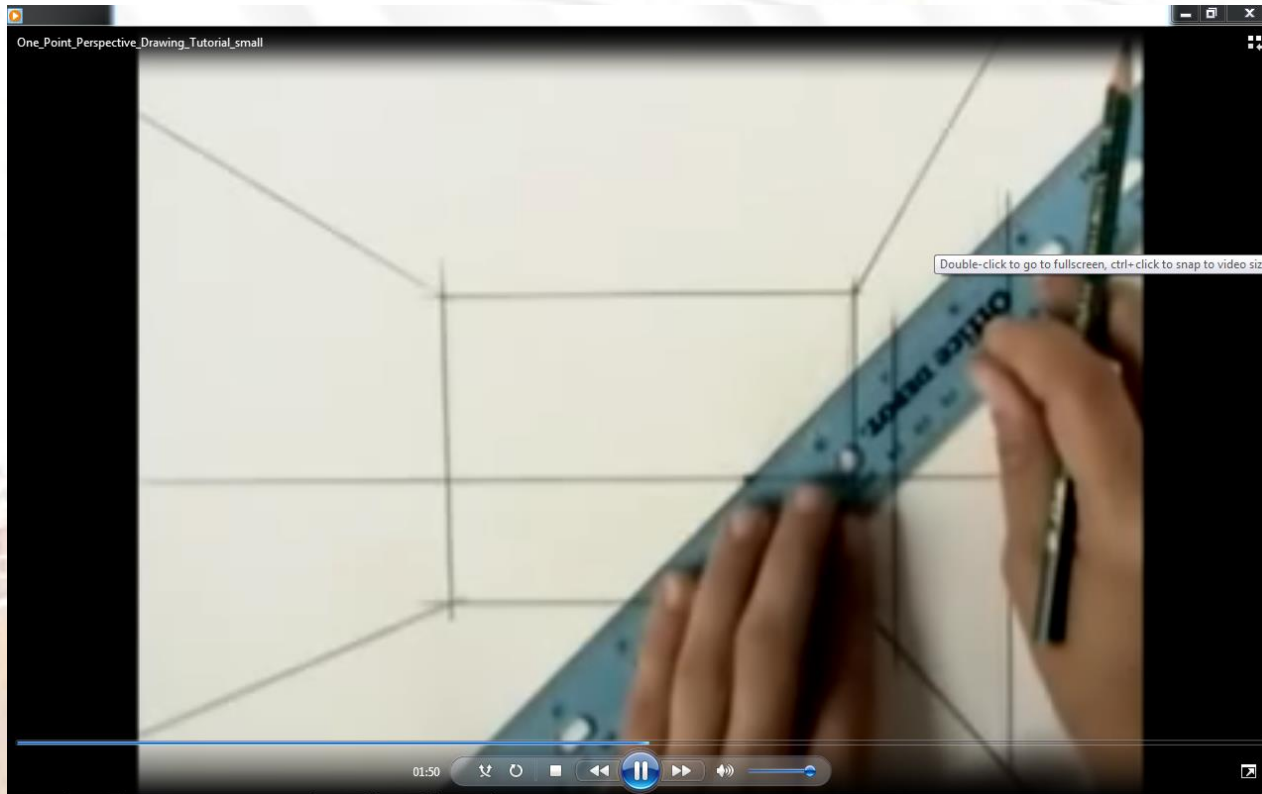 One_Point_Perspective_Drawing_Tutorial_small
Double-click to go to fullscreen, ctrl+click to snap to video siz
Office DEPOT.
01:50